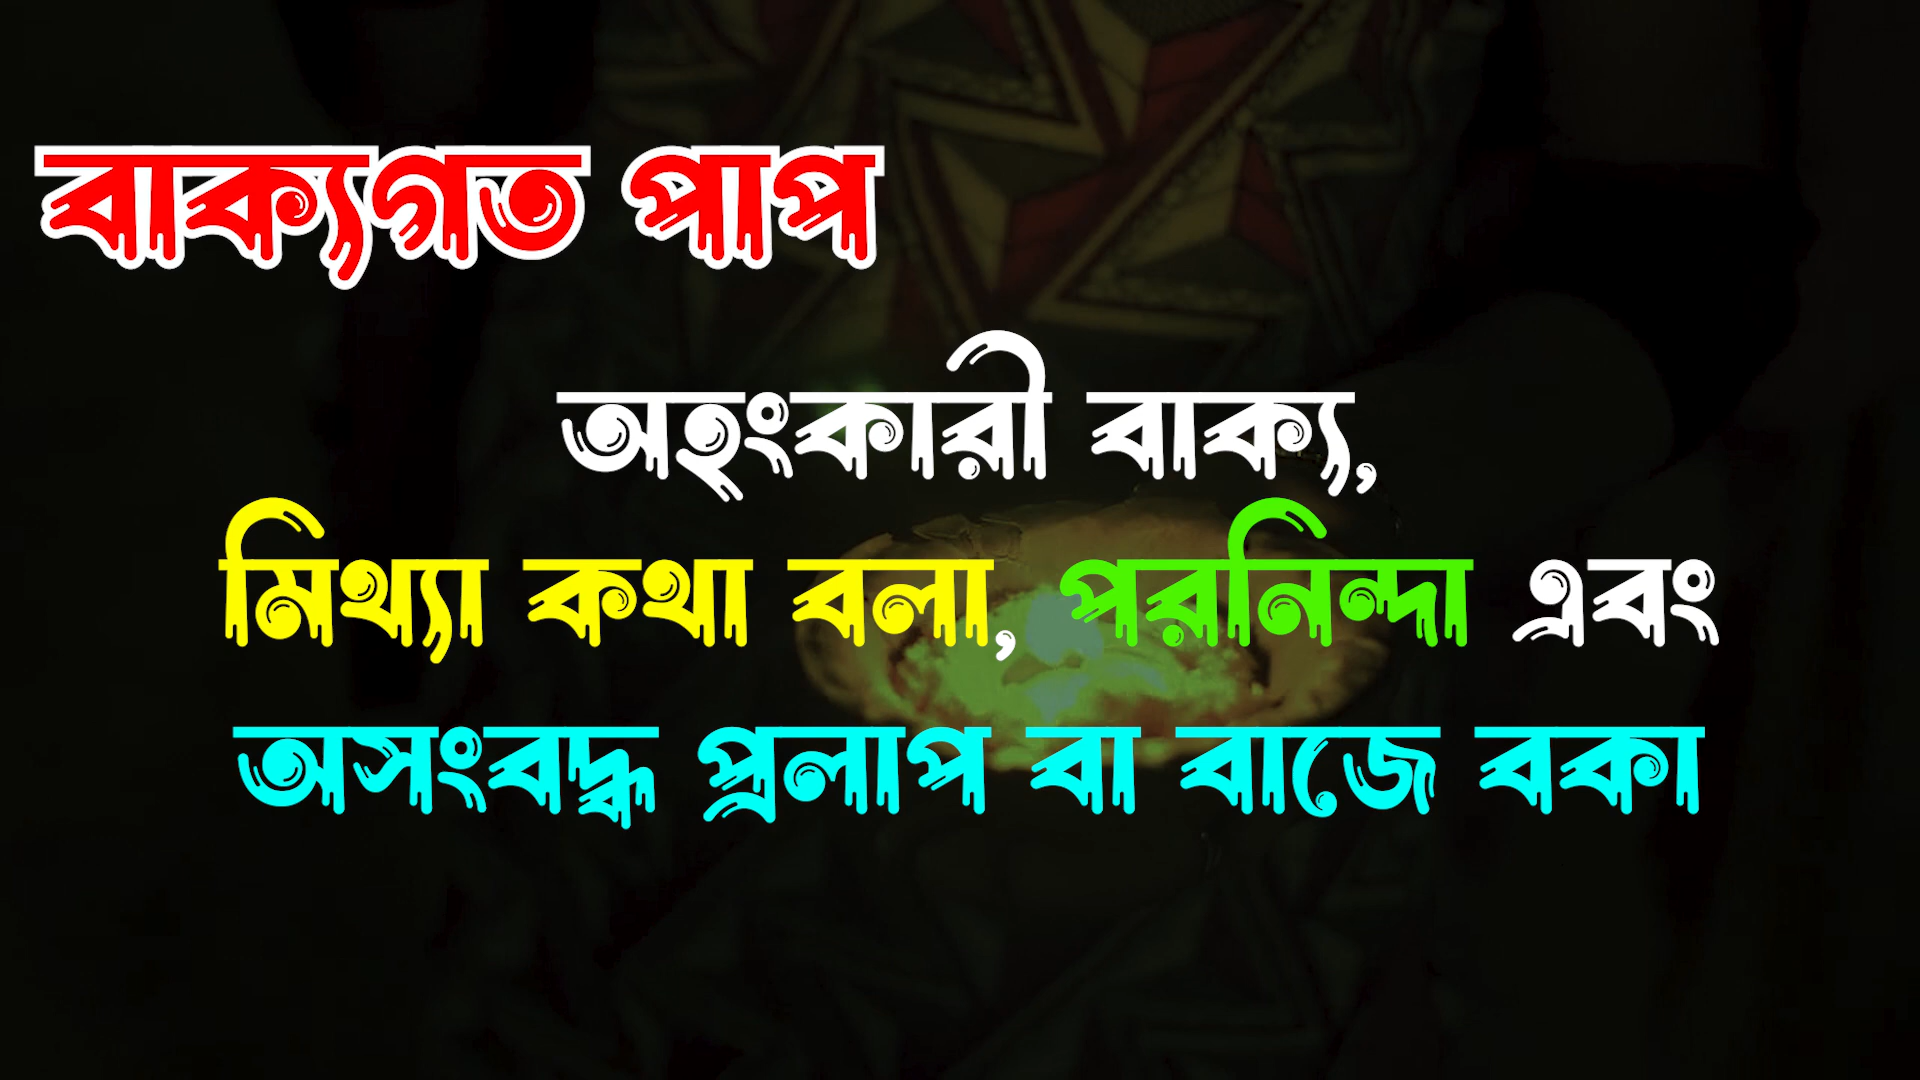 বাক্যগত পাপ
অহংকারী বাক্য,
মিথ্যা কথা বলা, পরনিন্দা এবং
অসংবদ্ধ প্রলাপ বা বাজে বকা